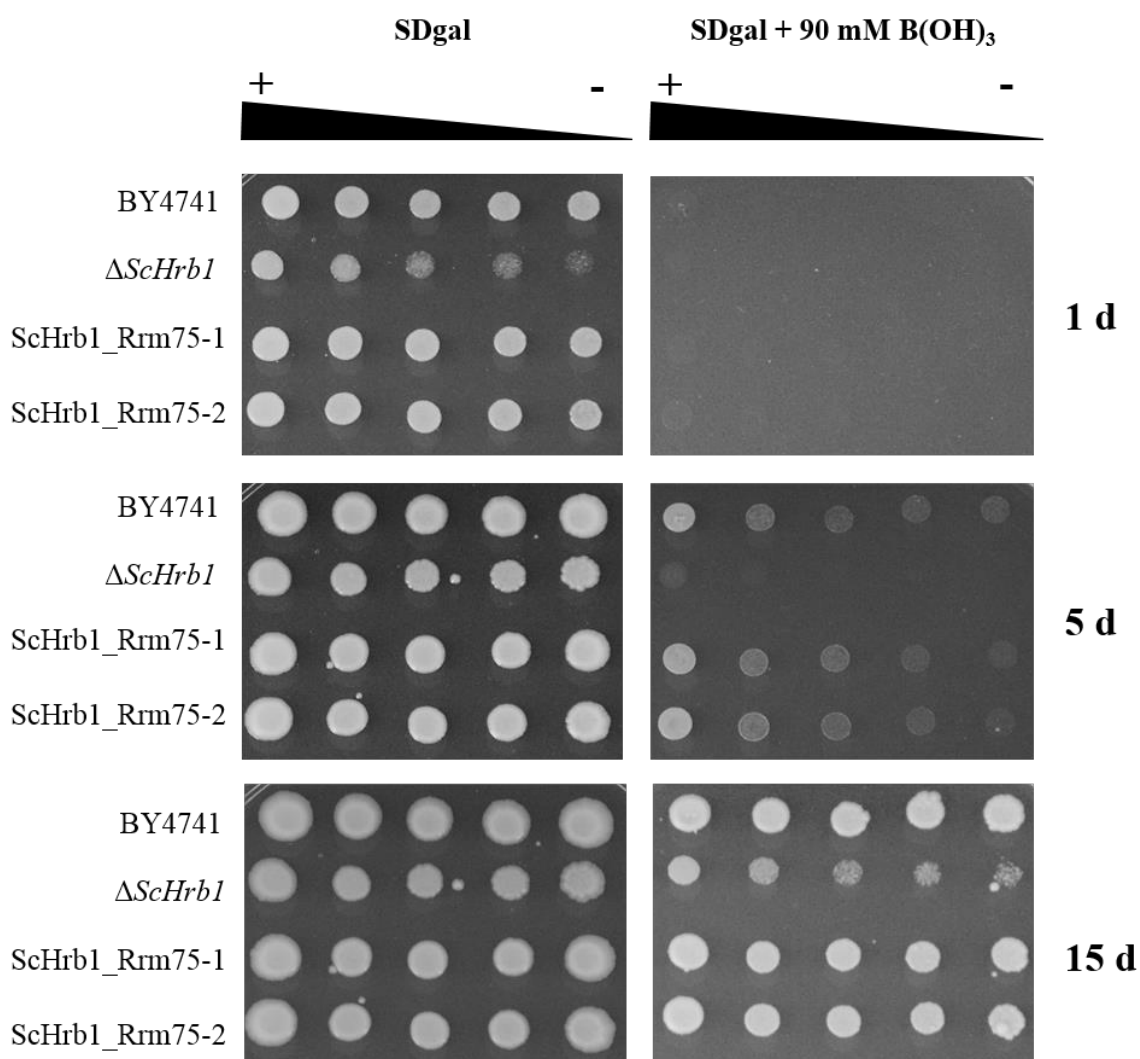 SDgal
SDgal + 90 mM B(OH)₃
+ -
+ -
BY4741
ΔScHrb1
ScHrb1_Rrm75-1
ScHrb1_Rrm75-2
1 d
BY4741
ΔScHrb1
ScHrb1_Rrm75-1
ScHrb1_Rrm75-2
5 d
BY4741
ΔScHrb1
ScHrb1_Rrm75-1
ScHrb1_Rrm75-2
15 d